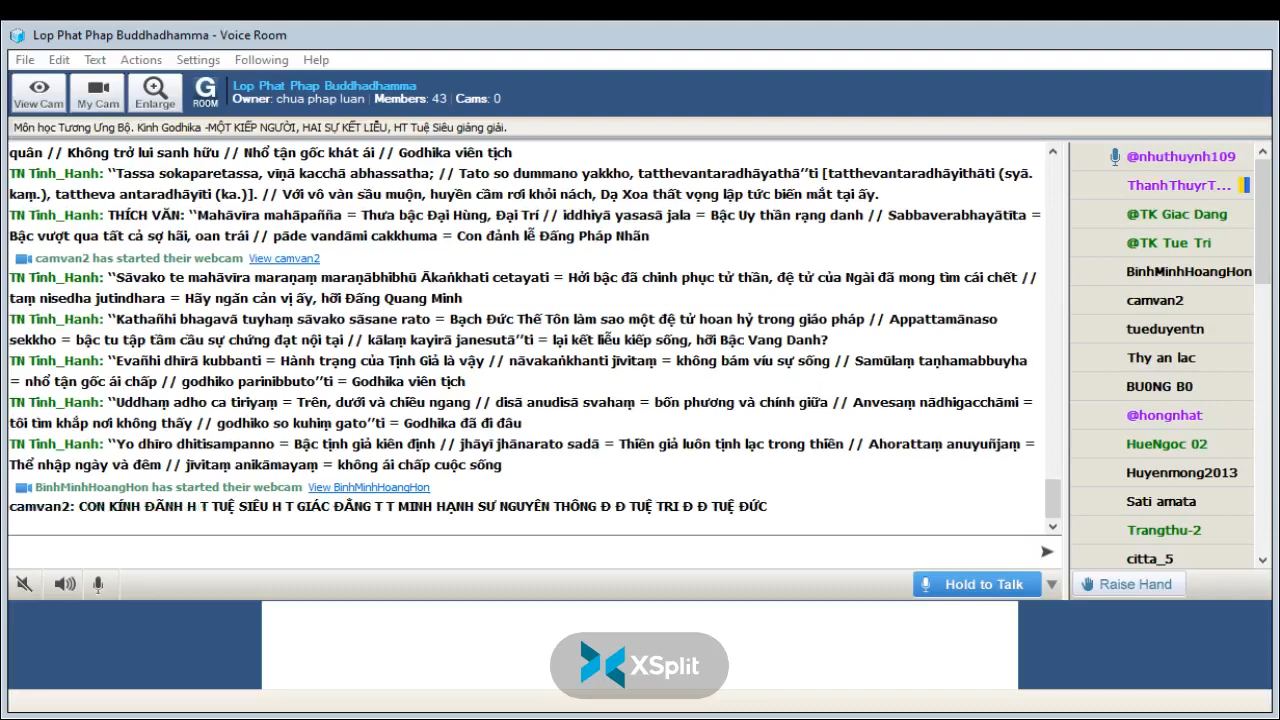 Lop Phat Phap Buddhadhamma - Voice Room
File Edit Text Actions Settings Following Help
View Cam My Cam Enlarge G ROOM
Lop Phat Phap Buddhadhamma
Owner: chua phap luan | Members: 43 | Cams: 0
Môn học Tương Ưng Bộ. Kinh Godhika -MỘT KIẾP NGƯỜI, HAI SỰ KẾT LIỄU, HT Tuệ Siêu giảng giải.
quân // Không trở lui sanh hữu // Nhổ tận gốc khát ái // Godhika viên tịch
TN Tinh_Hanh: “Tassa sokaparetassa, vīṇā kacchā abhassatha; // Tato so dummano yakkho, tatthevantaradhāyathā”ti [tatthevantaradhāyithāti (syā.
kaṃ.), tattheva antaradhāyīti (ka.)]. // Với vô vàn sầu muộn, huyền cầm rơi khỏi nách, Dạ Xoa thất vọng lập tức biến mắt tại ấy.
TN Tinh_Hanh: THÍCH VĂN: “Mahāvīra mahāpañña = Thưa bậc Đại Hùng, Đại Trí // iddhiyā yasasā jala = Bậc Uy thần rạng danh // Sabbaverabhayātīta =
Bậc vượt qua tất cả sợ hãi, oan trái // pāde vandāmi cakkhuma = Con đảnh lễ Đấng Pháp Nhãn
camvan2 has started their webcam View camvan2
TN Tinh_Hanh: “Sāvako te mahāvīra maraṇaṃ maraṇābhibhū Ākaṅkhati cetayati = Hởi bậc đã chinh phục tử thần, đệ tử của Ngài đã mong tìm cái chết //
taṃ nisedha jutindhara = Hãy ngăn cản vị ấy, hỡi Đấng Quang Minh
TN Tinh_Hanh: “Kathañhi bhagavā tuyhaṃ sāvako sāsane rato = Bạch Đức Thế Tôn làm sao một đệ tử hoan hỷ trong giáo pháp // Appattamānaso
sekkho = bậc tu tập tầm cầu sự chứng đạt nội tại // kālaṃ kayirā janesutā”ti = lại kết liễu kiếp sống, hỡi Bậc Vang Danh?
TN Tinh_Hanh: “Evañhi dhīrā kubbanti = Hành trạng của Tịnh Giả là vậy // nāvakaṅkhanti jīvitaṃ = không bám víu sự sống // Samūlaṃ taṇhamabbuyha
= nhổ tận gốc ái chấp // godhiko parinibbuto”ti = Godhika viên tịch
TN Tinh_Hanh: “Uddhaṃ adho ca tiriyaṃ = Trên, dưới và chiều ngang // disā anudisā svahaṃ = bốn phương và chính giữa // Anvesaṃ nādhigacchāmi =
tôi tìm khắp nơi không thấy // godhiko so kuhiṃ gato”ti = Godhika đã đi đâu
TN Tinh_Hanh: “Yo dhīro dhitisampanno = Bậc tịnh giả kiên định // jhāyī jhānarato sadā = Thiền giả luôn tịnh lạc trong thiền // Ahorattaṃ anuyuñjaṃ =
Thể nhập ngày và đêm // jīvitaṃ anikāmayaṃ = không ái chấp cuộc sống
BinhMinhHoangHon has started their webcam View BinhMinhHoangHon
camvan2: CON KÍNH ĐÃNH H T TUỆ SIÊU H T GIÁC ĐẲNG T T MINH HẠNH SƯ NGUYÊN THÔNG Đ Đ TUỆ TRI Đ Đ TUỆ ĐỨC
@nhuthuynh109
ThanhThuyrT...
@TK Giac Dang
@TK Tue Tri
BinhMinhHoangHon
camvan2
tueduyentn
Thy an lac
BU0NG B0
@hongnhat
HueNgoc 02
Huyenmong2013
Sati amata
Trangthu-2
citta_5
Hold to Talk
Raise Hand
XSplit